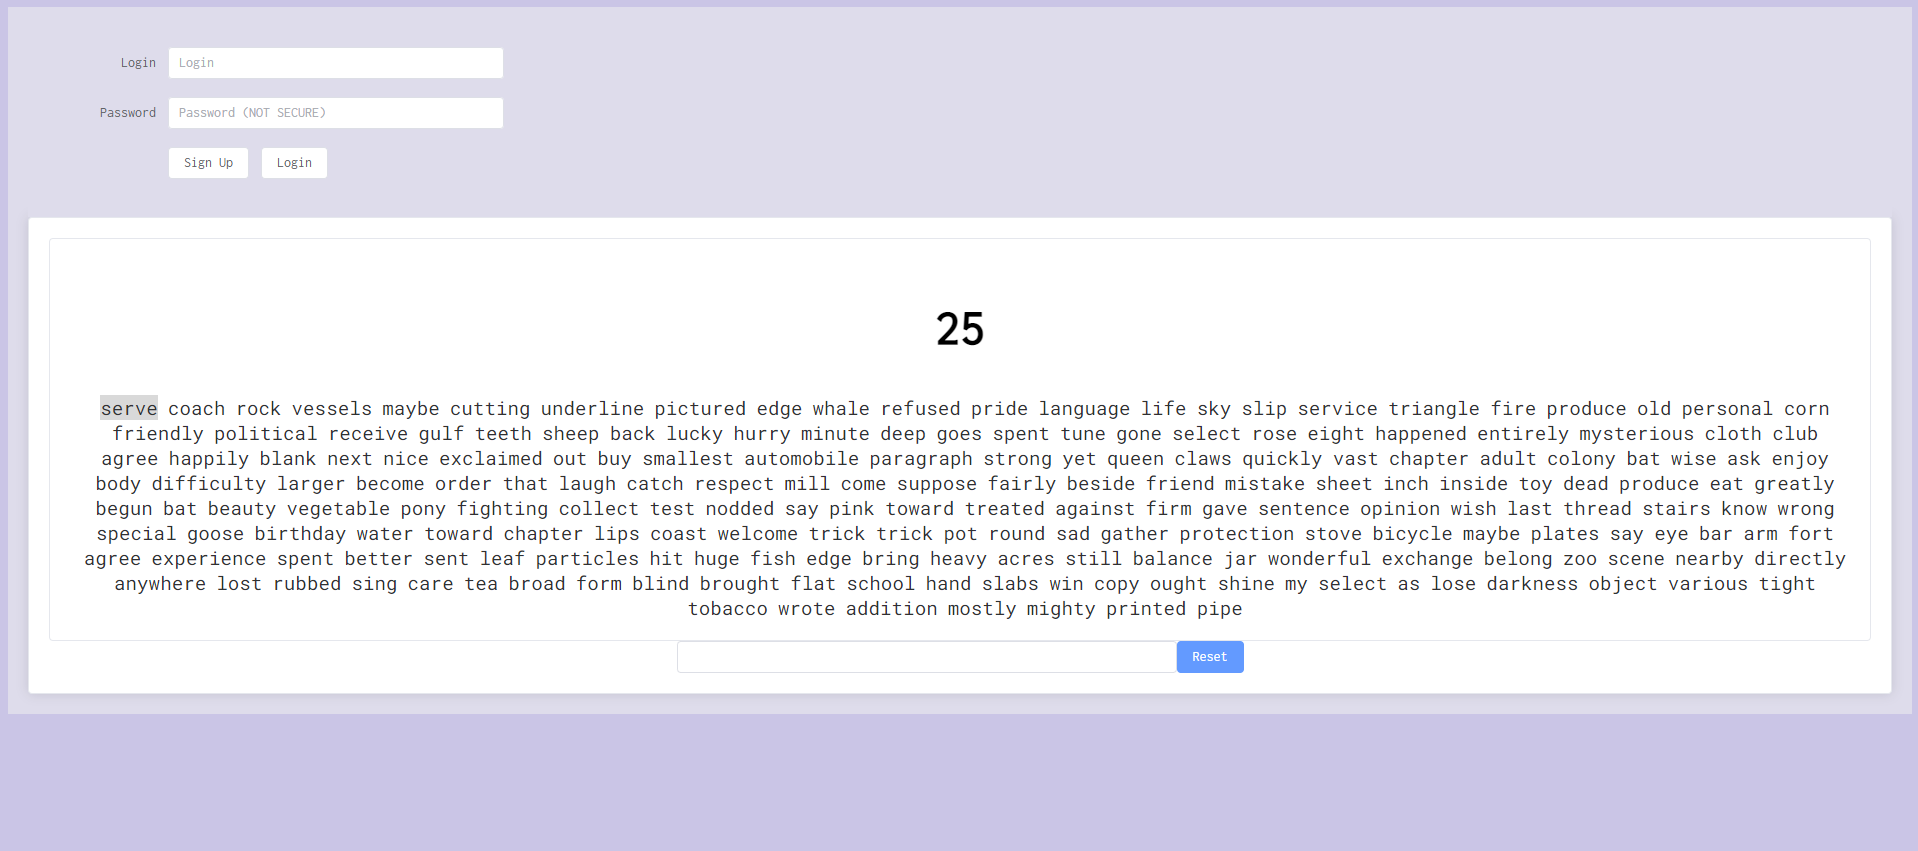 Login Login
Password Password (NOT SECURE)
Sign Up Login
25
serve coach rock vessels maybe cutting underline pictured edge whale refused pride language life sky slip service triangle fire produce old personal corn
friendly political receive gulf teeth sheep back lucky hurry minute deep goes spent tune gone select rose eight happened entirely mysterious cloth club
agree happily blank next nice exclaimed out buy smallest automobile paragraph strong yet queen claws quickly vast chapter adult colony bat wise ask enjoy
body difficulty larger become order that laugh catch respect mill come suppose fairly beside friend mistake sheet inch inside toy dead produce eat greatly
begun bat beauty vegetable pony fighting collect test nodded say pink toward treated against firm gave sentence opinion wish last thread stairs know wrong
special goose birthday water toward chapter lips coast welcome trick trick pot round sad gather protection stove bicycle maybe plates say eye bar arm fort
agree experience spent better sent leaf particles hit huge fish edge bring heavy acres still balance jar wonderful exchange belong zoo scene nearby directly
anywhere lost rubbed sing care tea broad form blind brought flat school hand slabs win copy ought shine my select as lose darkness object various tight
tobacco wrote addition mostly mighty printed pipe
Reset